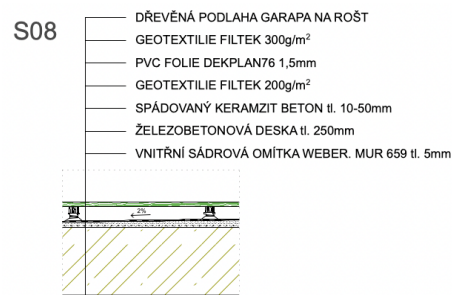 S08
DŘEVĚNÁ PODLAHA GARAPA NA ROŠT
GEOTEXTILIE FILTEK 300g/m²
PVC FOLIE DEKPLAN76 1,5mm
GEOTEXTILIE FILTEK 200g/m²
SPÁDOVANÝ KERAMZIT BETON tl. 10-50mm
ŽELEZOBETONOVÁ DESKA tl. 250mm
VNITŘNÍ SÁDROVÁ OMÍTKA WEBER. MUR 659 tl. 5mm
2%